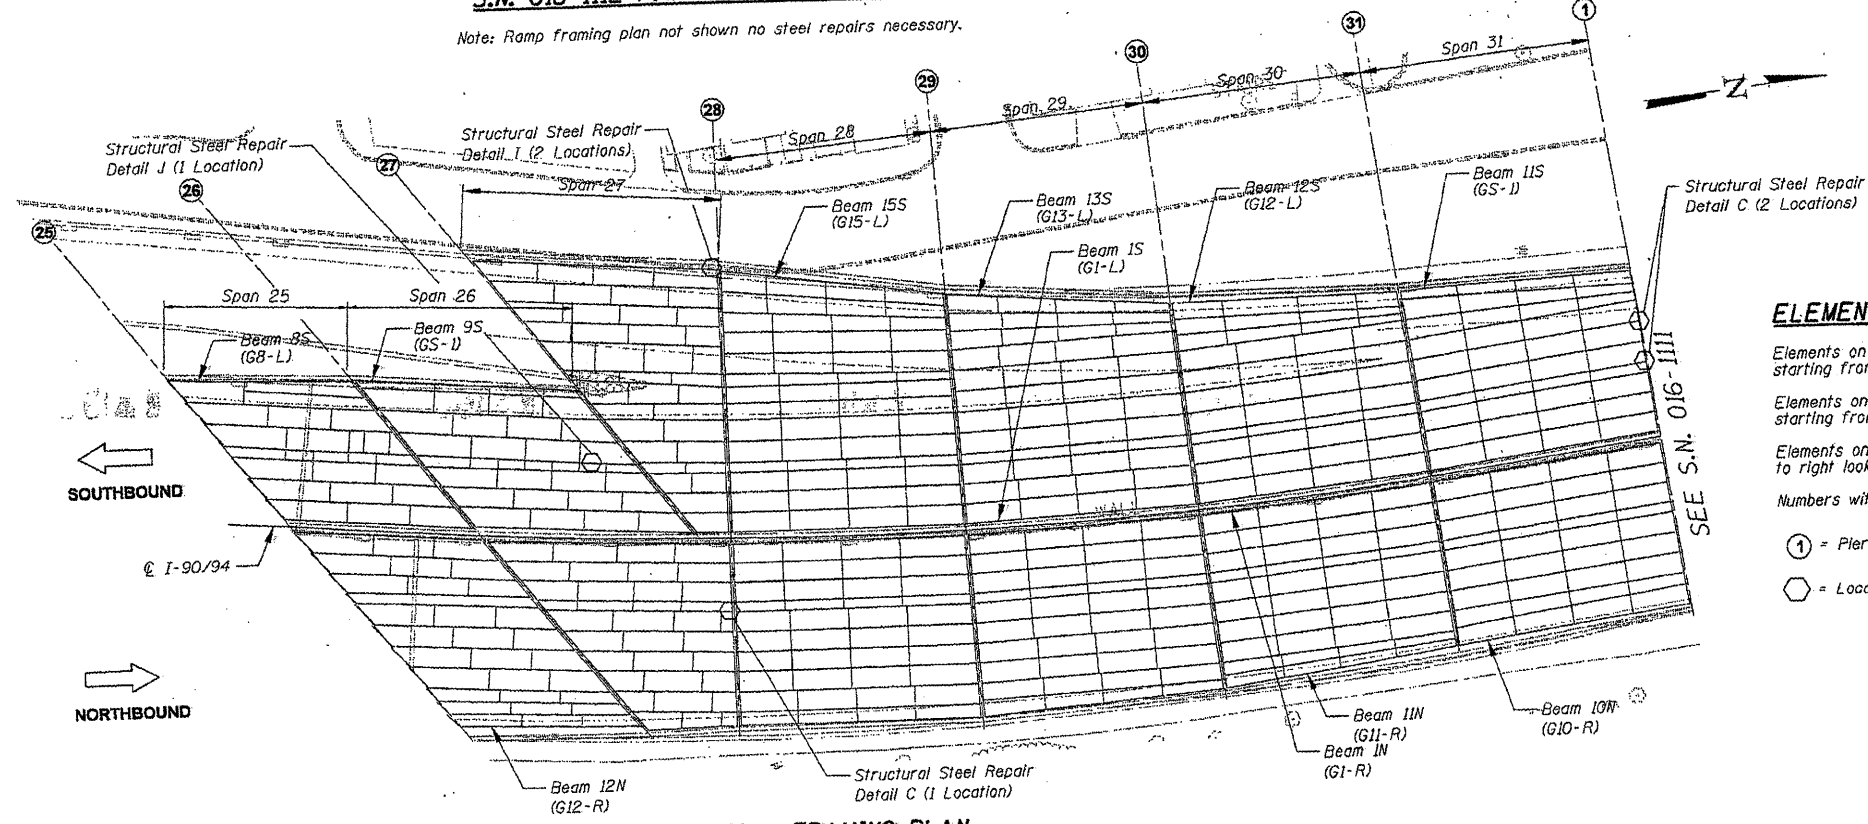 Note: Ramp framing plan not shown no steel repairs necessary.
1
31
30
29
28
27
26
25
Span 31
Span 30
Span 29
Span 28
Span 27
Span 25
Span 26
N
Structural Steel Repair
Detail J (1 Location)
Structural Steel Repair
Detail I (2 Locations)
Beam 15S
(G15-L)
Beam 13S
(G13-L)
Beam 1S
(G1-L)
Beam 12S
(G12-L)
Beam 11S
(GS-1)
Structural Steel Repair
Detail C (2 Locations)
Beam 8S
(G8-L)
Beam 9S
(GS-1)
SEE S.N. 016-1111
ELEMEN
Elements on
starting from
Elements on
starting from
Elements on
to right look
Numbers wit
1 = Pier
= Loca
SOUTHBOUND
℄ I-90/94
NORTHBOUND
Beam 12N
(G12-R)
Structural Steel Repair
Detail C (1 Location)
Beam 11N
(G11-R)
Beam 1N
(G1-R)
Beam 10N
(G10-R)
FRAMING PLAN